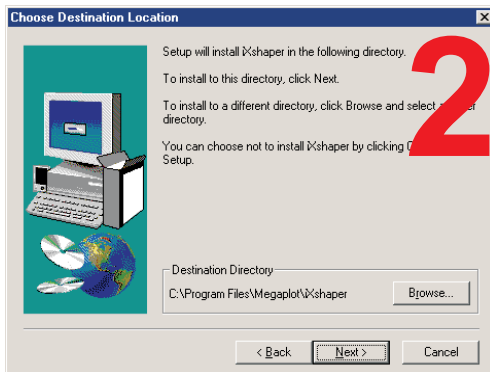 Choose Destination Location
2
Setup will install iXshaper in the following directory.
To install to this directory, click Next.
To install to a different directory, click Browse and select
directory.
You can choose not to install iXshaper by clicking
Setup.
Destination Directory
C:\Program Files\Megaplot\iXshaper
Browse...
< Back
Next >
Cancel